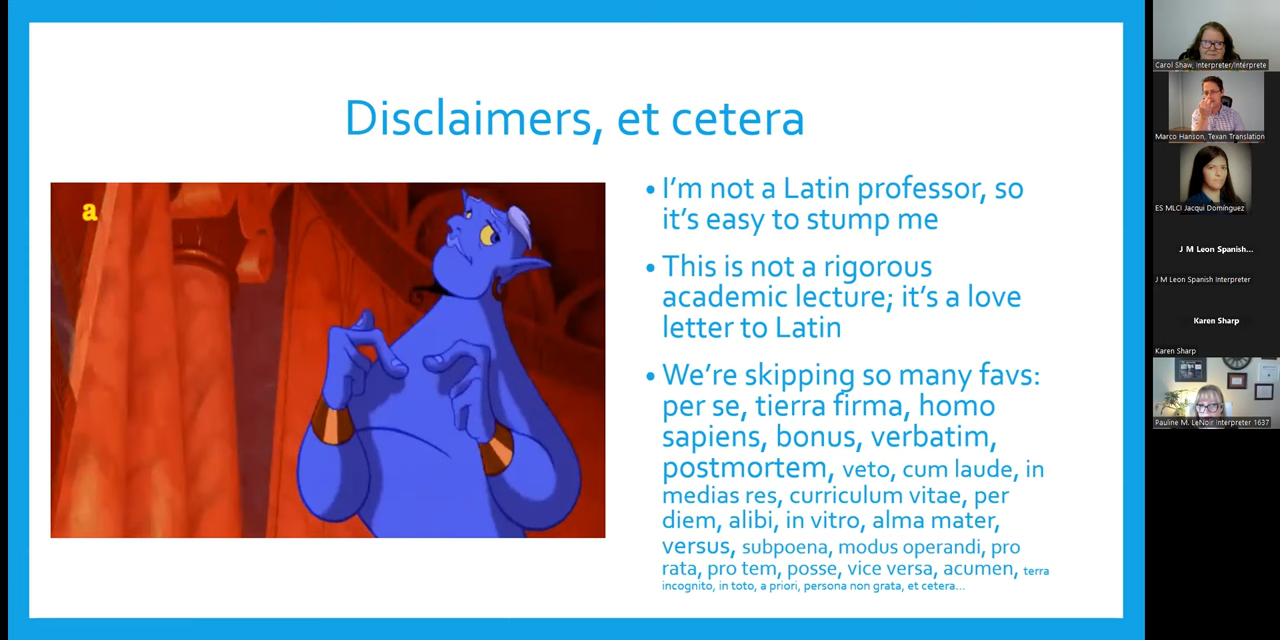 Disclaimers, et cetera
a
• I'm not a Latin professor, so
it's easy to stump me
• This is not a rigorous
academic lecture; it's a love
letter to Latin
• We're skipping so many favs:
per se, tierra firma, homo
sapiens, bonus, verbatim,
postmortem, veto, cum laude, in
medias res, curriculum vitae, per
diem, alibi, in vitro, alma mater,
versus, subpoena, modus operandi, pro
rata, pro tem, posse, vice versa, acumen, terra
incognito, in toto, a priori, persona non grata, et cetera...
Carol Shaw, Interpreter/Intérprete
Marco Hanson, Texan Translation
ES MLCI Jacqui Domínguez
J M Leon Spanish...
J M Leon Spanish Interpreter
Karen Sharp
Karen Sharp
Pauline M. LeNoir Interpreter 1637